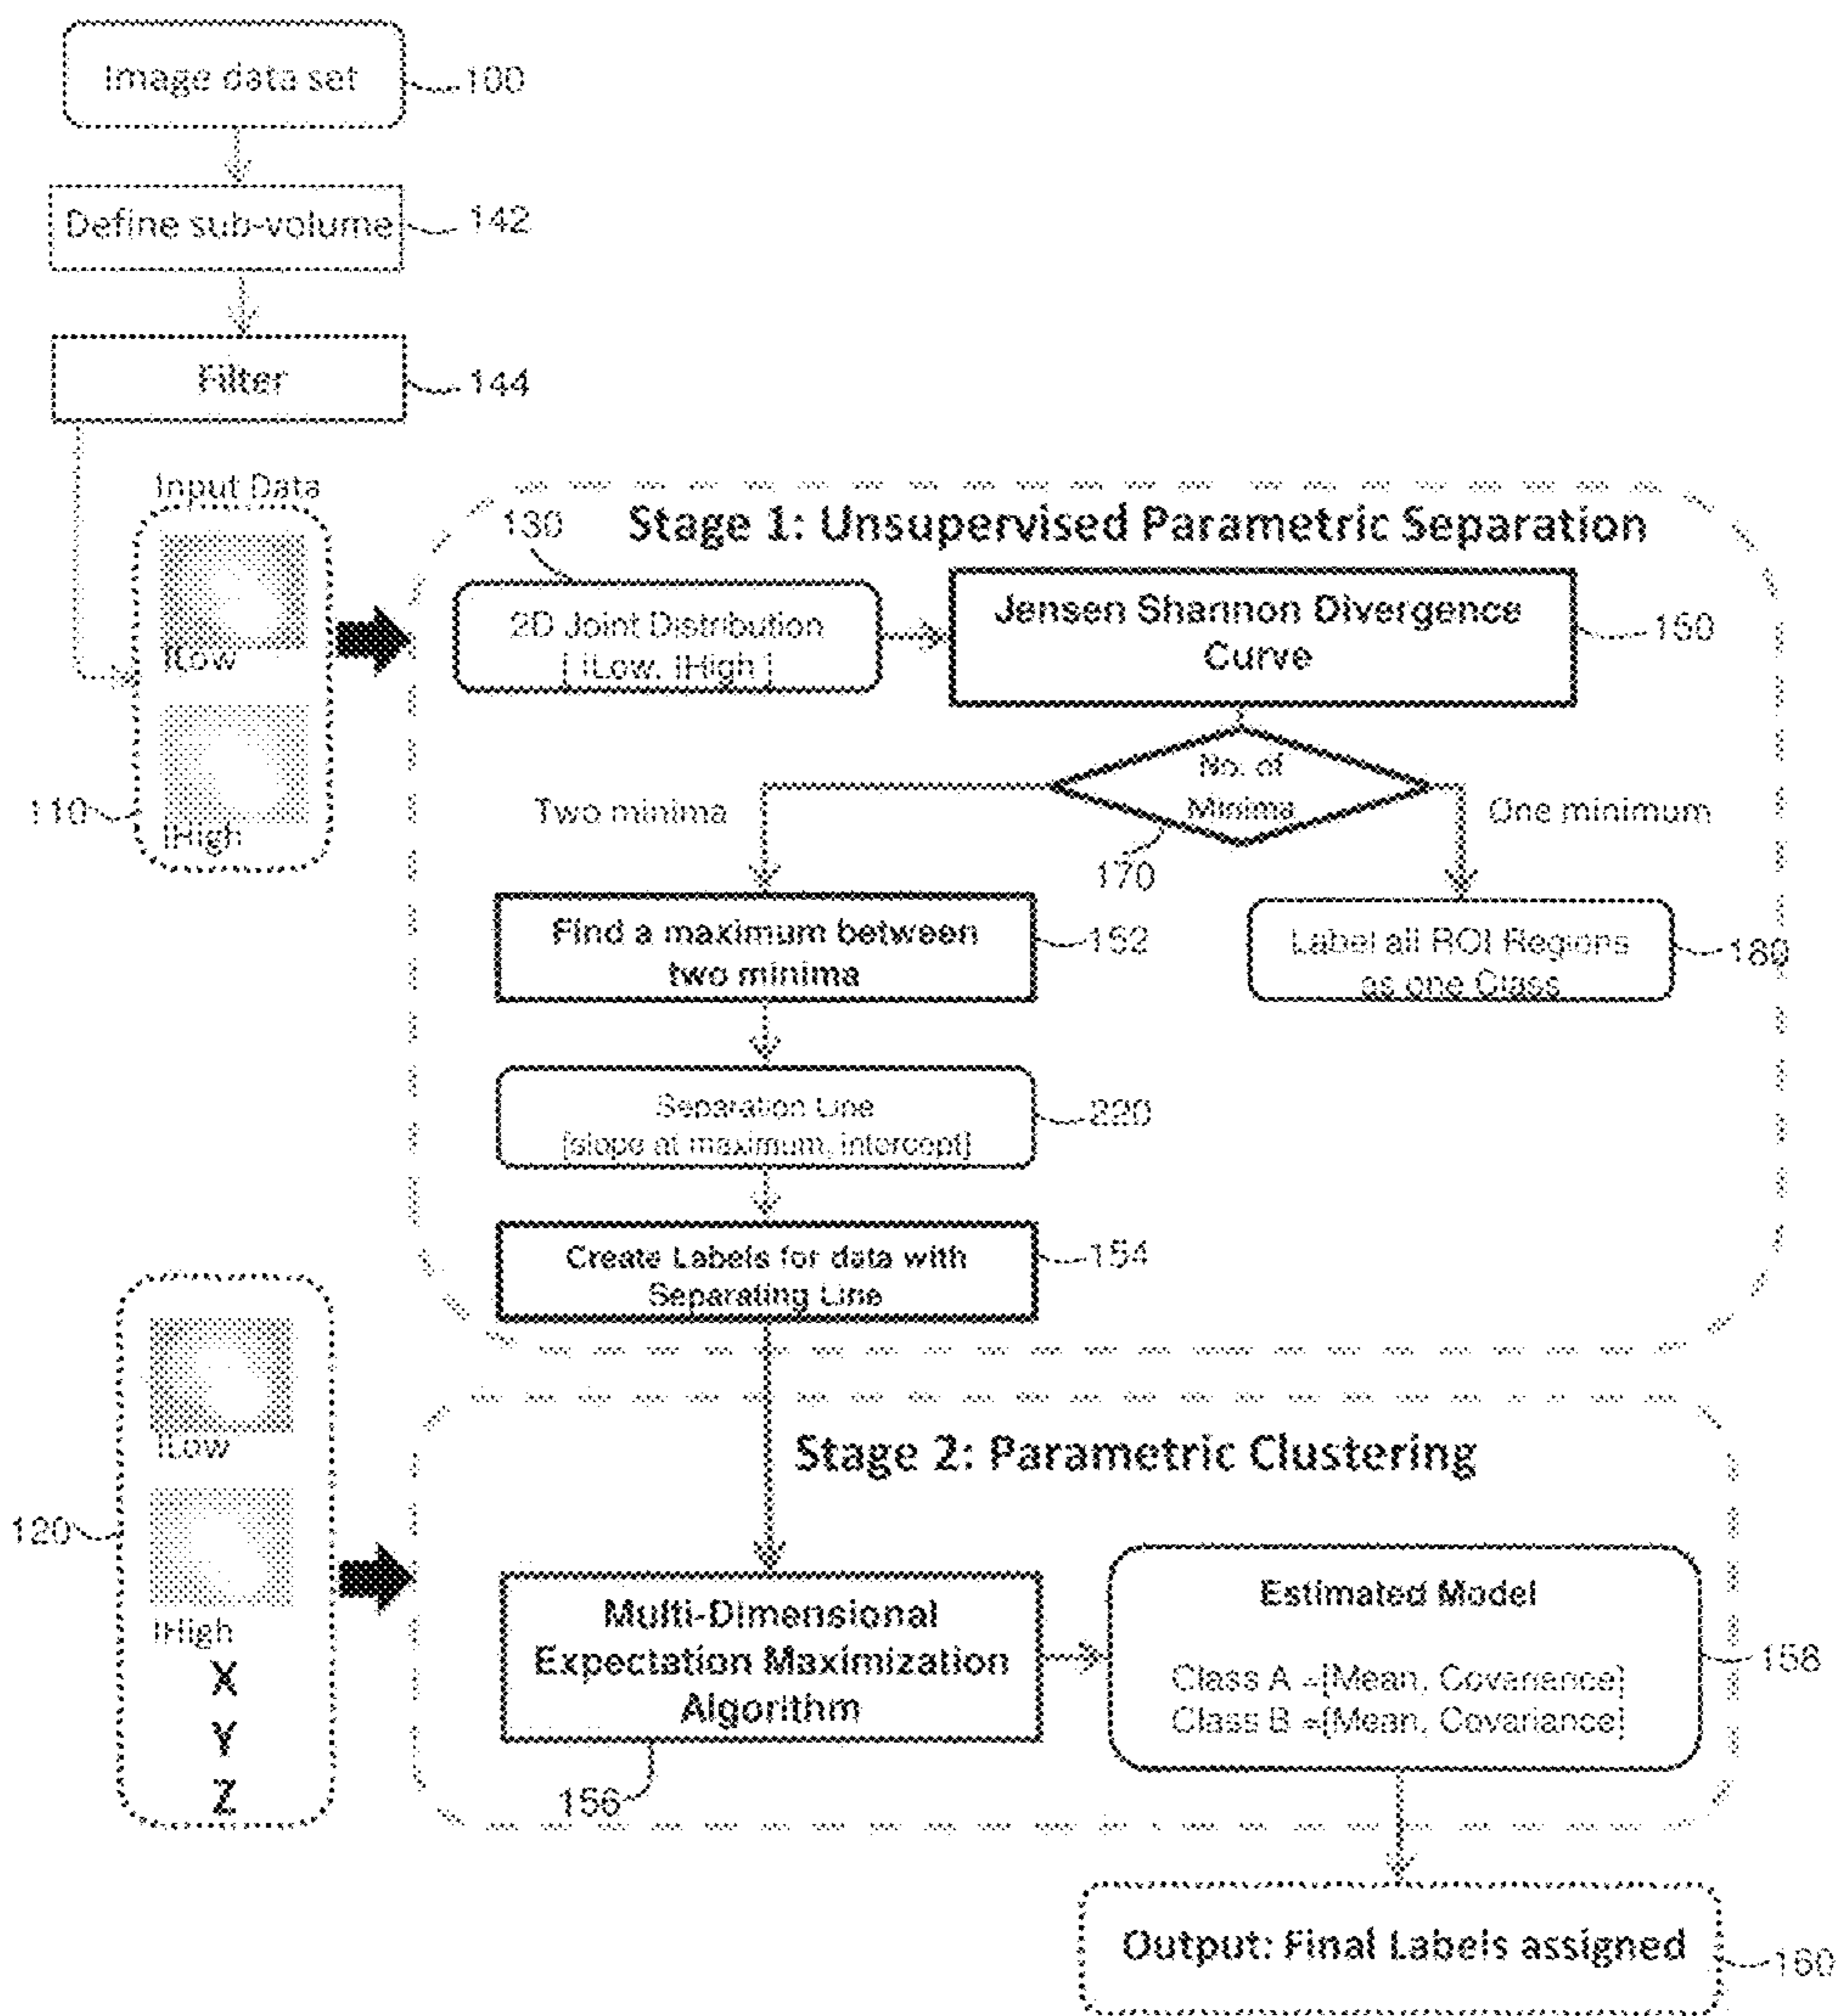 Image data set
100
Define sub-volume
142
Filter
144
Input Data
ILow
IHigh
110
Stage 1: Unsupervised Parametric Separation
130
2D Joint Distribution
[ ILow, IHigh ]
Jensen Shannon Divergence
Curve
150
No. of
Minima
170
Two minima
One minimum
Find a maximum between
two minima
152
Label all ROI Regions
as one Class
180
Separation Line
[slope at maximum, intercept]
220
Create Labels for data with
Separating Line
154
ILow
IHigh
X
Y
Z
120
Stage 2: Parametric Clustering
Multi-Dimensional
Expectation Maximization
Algorithm
156
Estimated Model
Class A =[Mean, Covariance]
Class B =[Mean, Covariance]
158
Output: Final Labels assigned
160